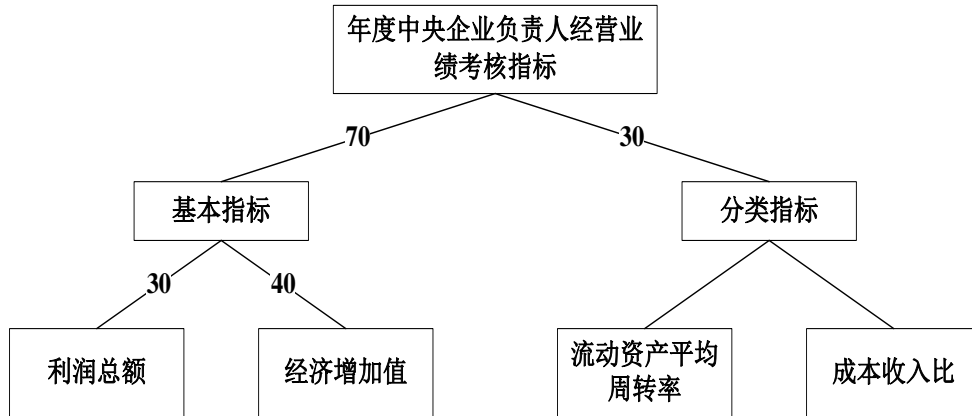 年度中央企业负责人经营业
绩考核指标
70
30
基本指标
分类指标
30
40
利润总额
经济增加值
流动资产平均
周转率
成本收入比